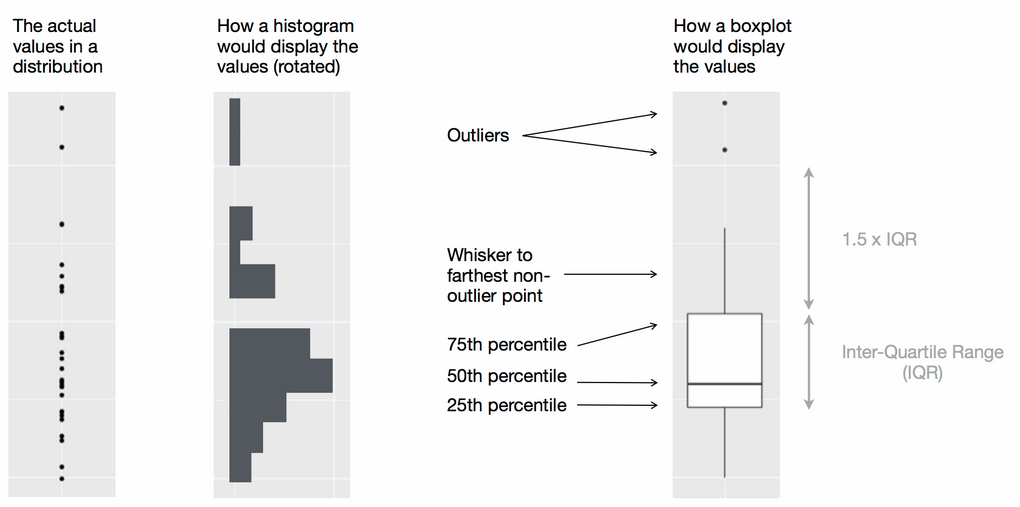 The actual
values in a
distribution
How a histogram
would display the
values (rotated)
How a boxplot
would display
the values
Outliers
1.5 x IQR
Whisker to
farthest non-
outlier point
75th percentile
50th percentile
25th percentile
Inter-Quartile Range
(IQR)